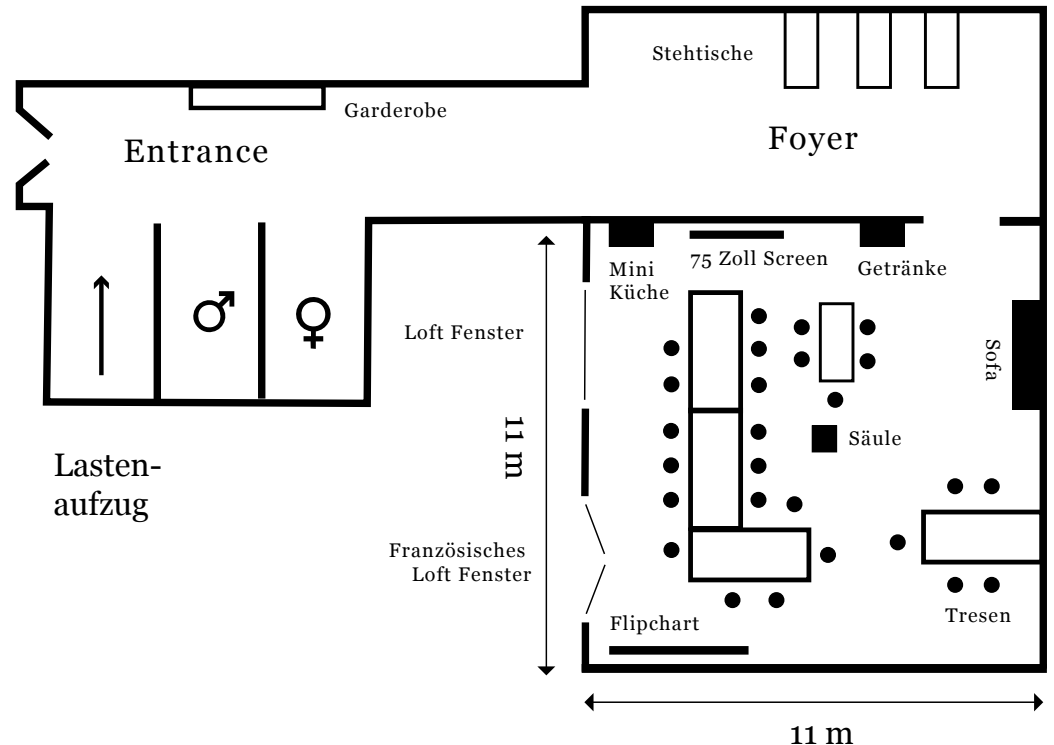 Stehtische
Garderobe
Entrance
Foyer
75 Zoll Screen
Mini
Küche
Getränke
Loft Fenster
Sofa
11 m
Säule
Lasten-
aufzug
Französisches
Loft Fenster
Flipchart
Tresen
11 m